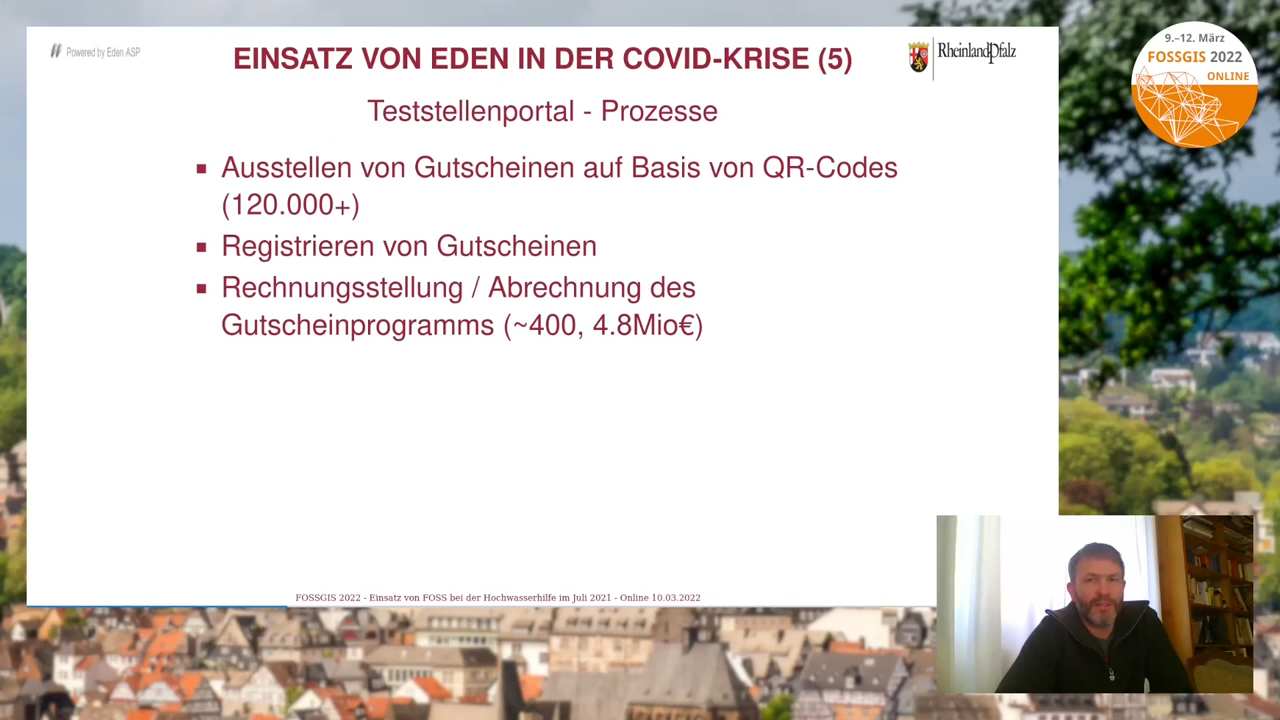 Powered by Eden ASP
EINSATZ VON EDEN IN DER COVID-KRISE (5)
RheinlandPfalz
9.–12. März
FOSSGIS 2022
ONLINE
Teststellenportal - Prozesse
Ausstellen von Gutscheinen auf Basis von QR-Codes
(120.000+)
Registrieren von Gutscheinen
Rechnungsstellung / Abrechnung des
Gutscheinprogramms (~400, 4.8Mio€)
FOSSGIS 2022 - Einsatz von FOSS bei der Hochwasserhilfe im Juli 2021 - Online 10.03.2022